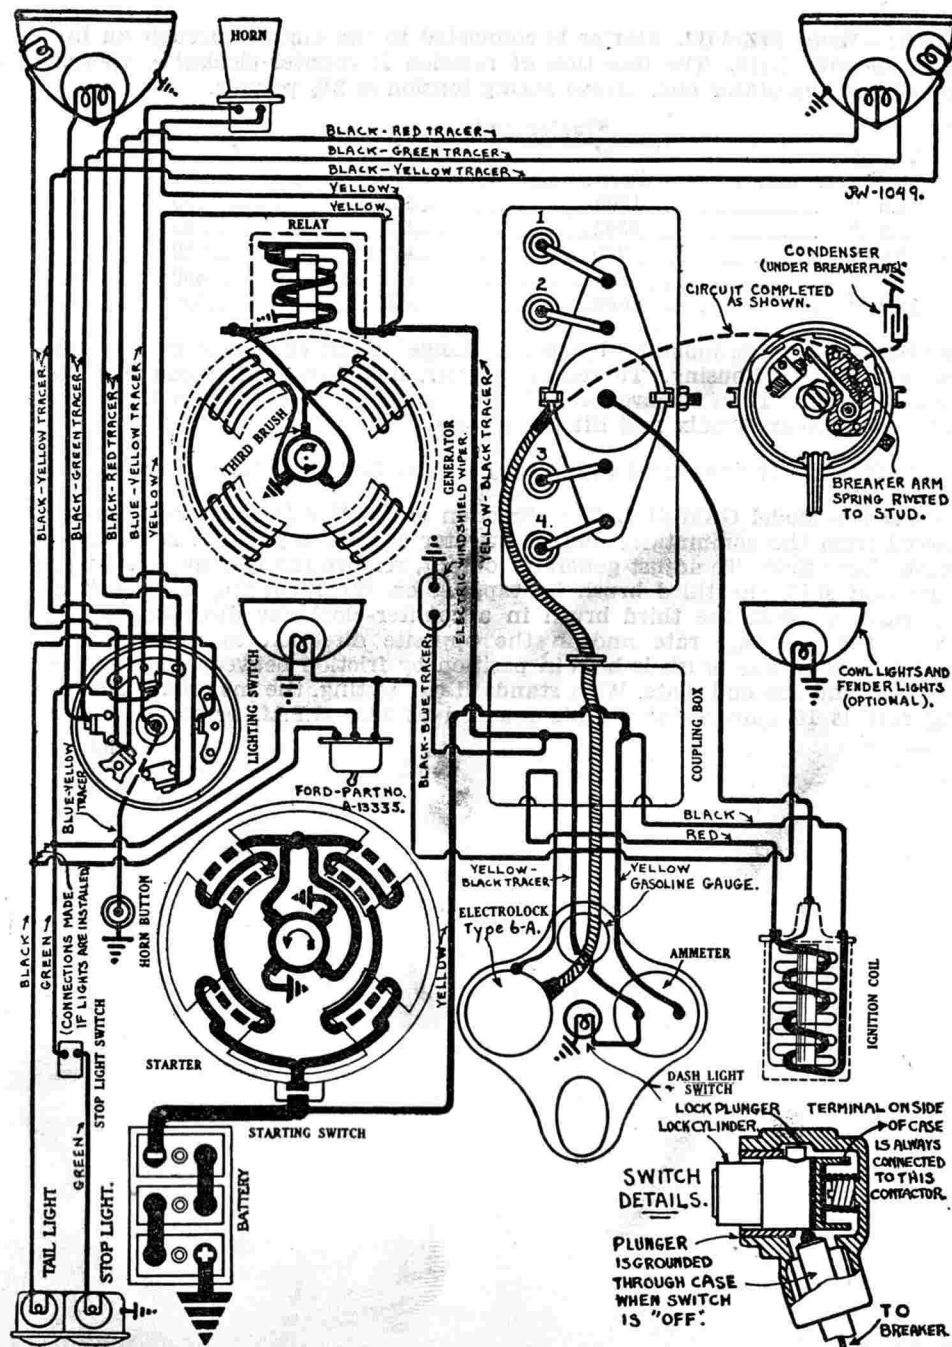 HORN
BLACK-RED TRACER
BLACK-GREEN TRACER
BLACK-YELLOW TRACER
YELLOW
YELLOW
RELAY
JRW-1049.
1
2
3
4
CONDENSER
(UNDER BREAKER PLATE)
CIRCUIT COMPLETED
AS SHOWN.
BREAKER ARM
SPRING RIVETED
TO STUD.
BLACK-YELLOW TRACER
BLACK-GREEN TRACER
BLACK-RED TRACER
BLUE-YELLOW TRACER
YELLOW
THIRD BRUSH
GENERATOR
ELECTRIC WINDSHIELD WIPER.
YELLOW-BLACK TRACER
BLACK-BLUE TRACER
LIGHTING SWITCH
COUPLING BOX
COWL LIGHTS AND
FENDER LIGHTS
(OPTIONAL).
FORD-PART NO.
A-13335.
BLUE-YELLOW
TRACER
HORN BUTTON
BLACK
RED
YELLOW-
BLACK TRACER
YELLOW
GASOLINE GAUGE.
ELECTROLOCK
Type 6-A.
AMMETER
YELLOW
IGNITION COIL
BLACK
GREEN
(CONNECTIONS MADE
IF LIGHTS ARE INSTALLED)
STOP LIGHT SWITCH
STARTER
STARTING SWITCH
DASH LIGHT
SWITCH
GREEN
BATTERY
TAIL LIGHT
STOP LIGHT.
LOCK PLUNGER
LOCK CYLINDER.
TERMINAL ON SIDE
OF CASE
IS ALWAYS
CONNECTED
TO THIS
CONTACTOR.
SWITCH
DETAILS.
PLUNGER
IS GROUNDED
THROUGH CASE
WHEN SWITCH
IS "OFF".
TO
BREAKER.